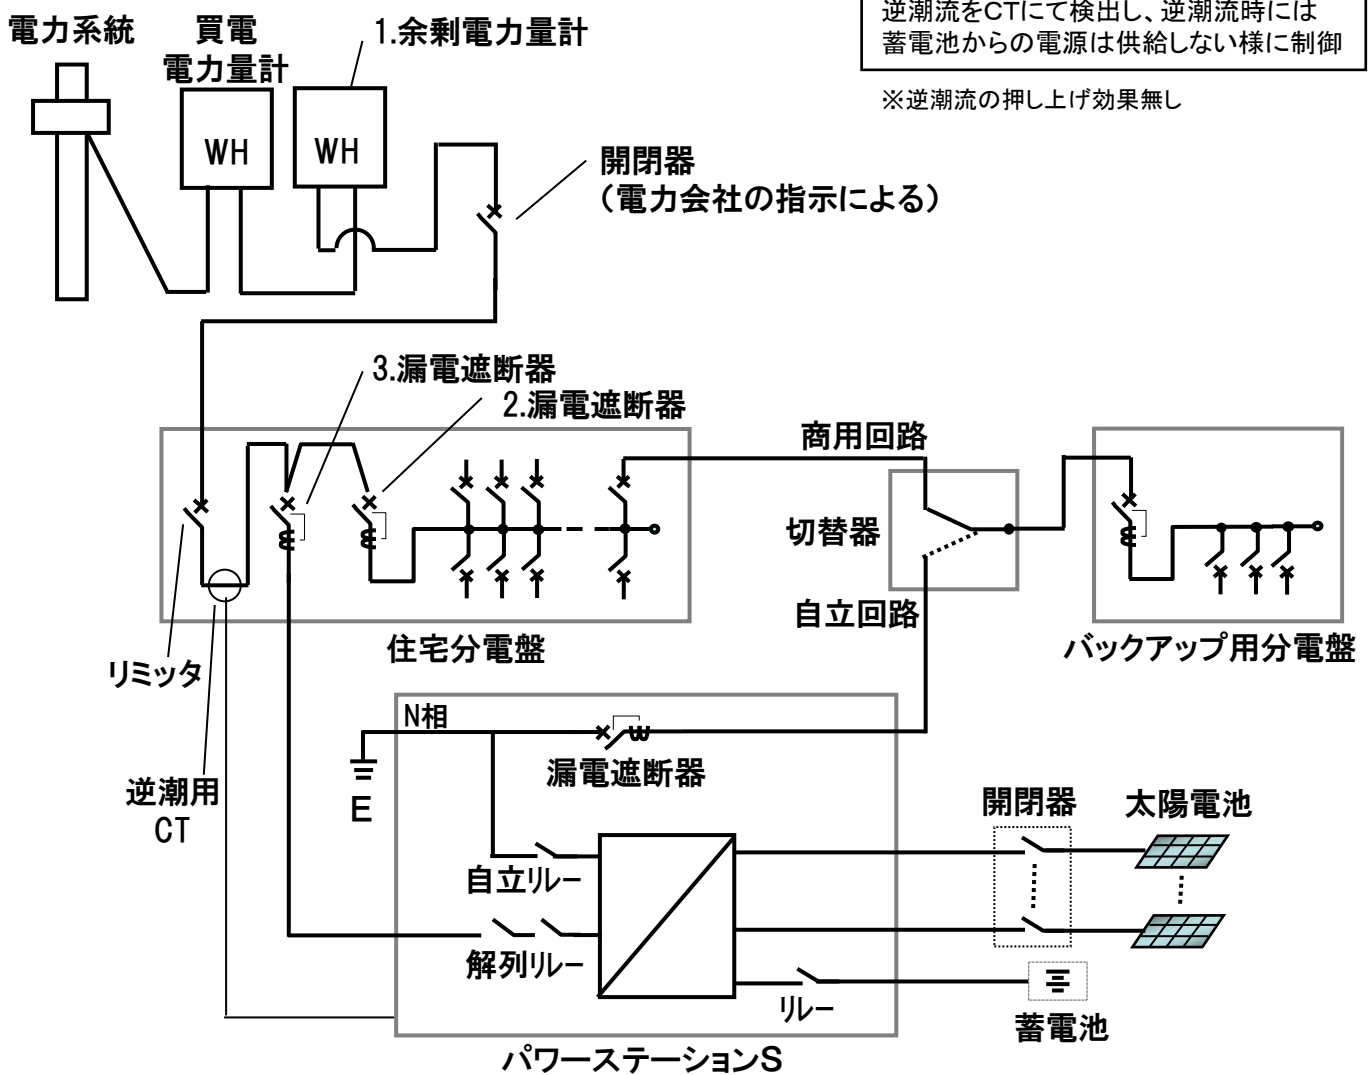 電力系統
買電
電力量計
1.余剰電力量計
逆潮流をCTにて検出し、逆潮流時には
蓄電池からの電源は供給しない様に制御
※逆潮流の押し上げ効果無し
WH
WH
開閉器
(電力会社の指示による)
3.漏電遮断器
2.漏電遮断器
商用回路
切替器
自立回路
住宅分電盤
バックアップ用分電盤
リミッタ
N相
漏電遮断器
E
逆潮用
CT
開閉器
太陽電池
自立リレー
解列リレー
リレー
蓄電池
パワーステーションS